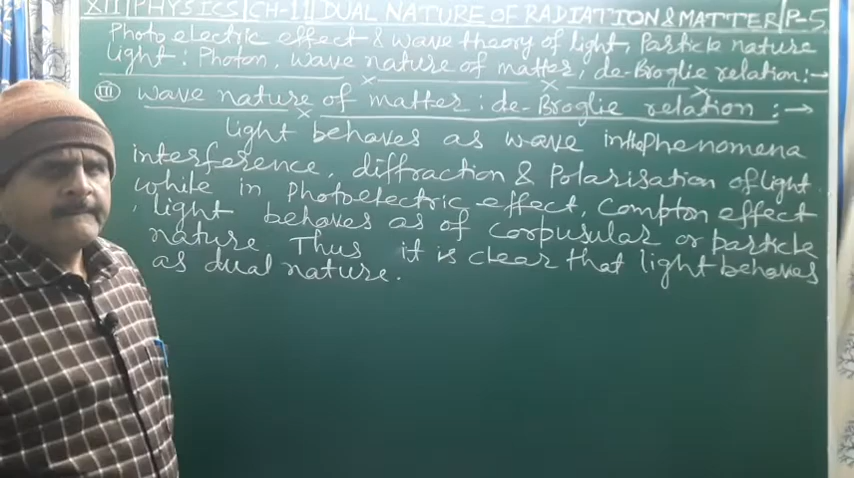 XII | PHYSICS | CH-11 | DUAL NATURE OF RADIATION & MATTER | P-5
Photo electric effect & wave theory of light, Particle nature
light : Photon, wave nature of matter, de-Broglie relation :→
III wave nature of matter : de-Broglie relation :→
light behaves as wave in the Phenomena
interference, diffraction & Polarisation of light
while in Photoelectric effect, Compton effect
light behaves as of corpusular or particle
nature Thus it is clear that light behaves
as dual nature.